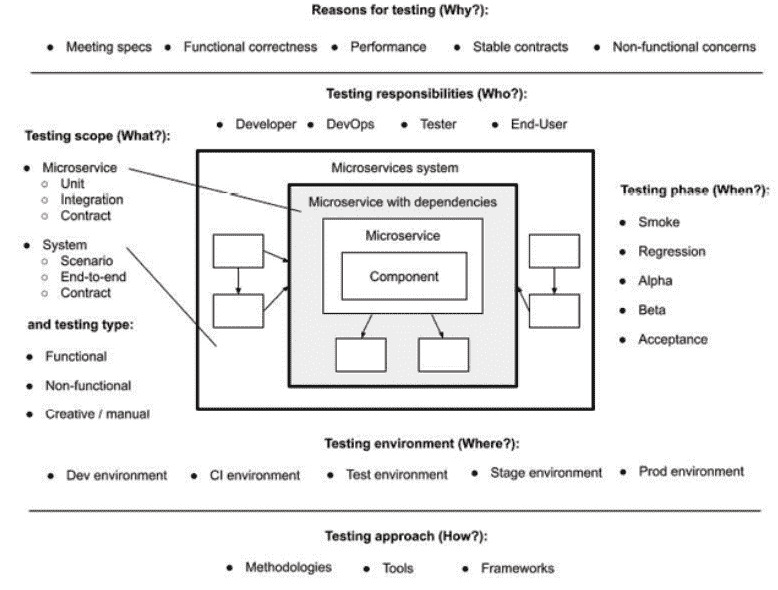 Reasons for testing (Why?):
● Meeting specs ● Functional correctness ● Performance ● Stable contracts ● Non-functional concerns
Testing responsibilities (Who?):
● Developer ● DevOps ● Tester ● End-User
Testing scope (What?):
● Microservice
○ Unit
○ Integration
○ Contract
● System
○ Scenario
○ End-to-end
○ Contract
and testing type:
● Functional
● Non-functional
● Creative / manual
Microservices system
Microservice with dependencies
Microservice
Component
Testing phase (When?):
● Smoke
● Regression
● Alpha
● Beta
● Acceptance
Testing environment (Where?):
● Dev environment ● CI environment ● Test environment ● Stage environment ● Prod environment
Testing approach (How?):
● Methodologies ● Tools ● Frameworks